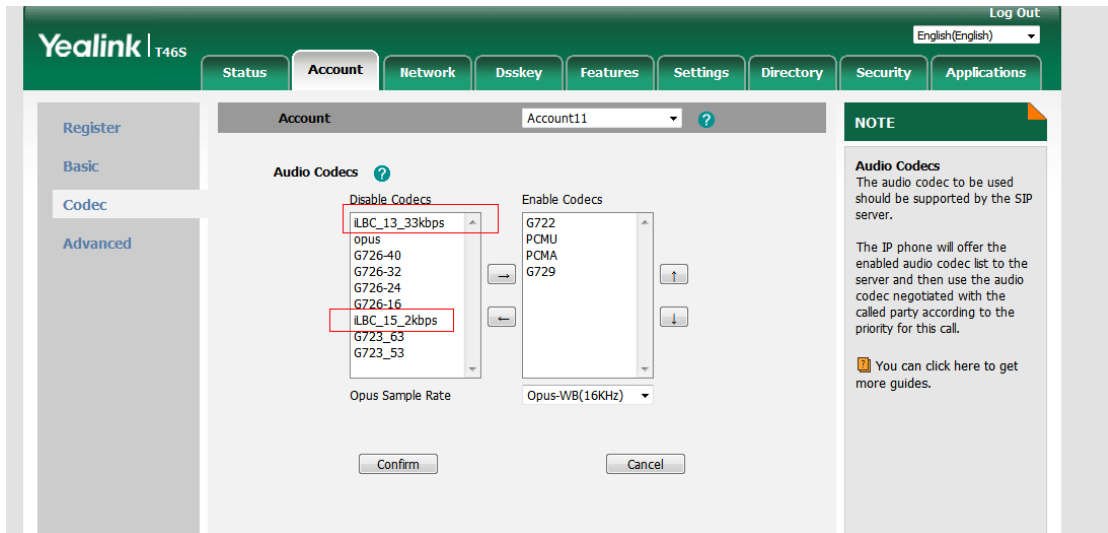 Log Out
Yealink T46S
English(English)
Status
Account
Network
Dsskey
Features
Settings
Directory
Security
Applications
Register
Basic
Codec
Advanced
Account
Account11
?
Audio Codecs ?
Disable Codecs
iLBC_13_33kbps
opus
G726-40
G726-32
G726-24
G726-16
iLBC_15_2kbps
G723_63
G723_53
→
←
Enable Codecs
G722
PCMU
PCMA
G729
↑
↓
Opus Sample Rate
Opus-WB(16KHz)
Confirm
Cancel
NOTE
Audio Codecs
The audio codec to be used
should be supported by the SIP
server.
The IP phone will offer the
enabled audio codec list to the
server and then use the audio
codec negotiated with the
called party according to the
priority for this call.
? You can click here to get
more guides.